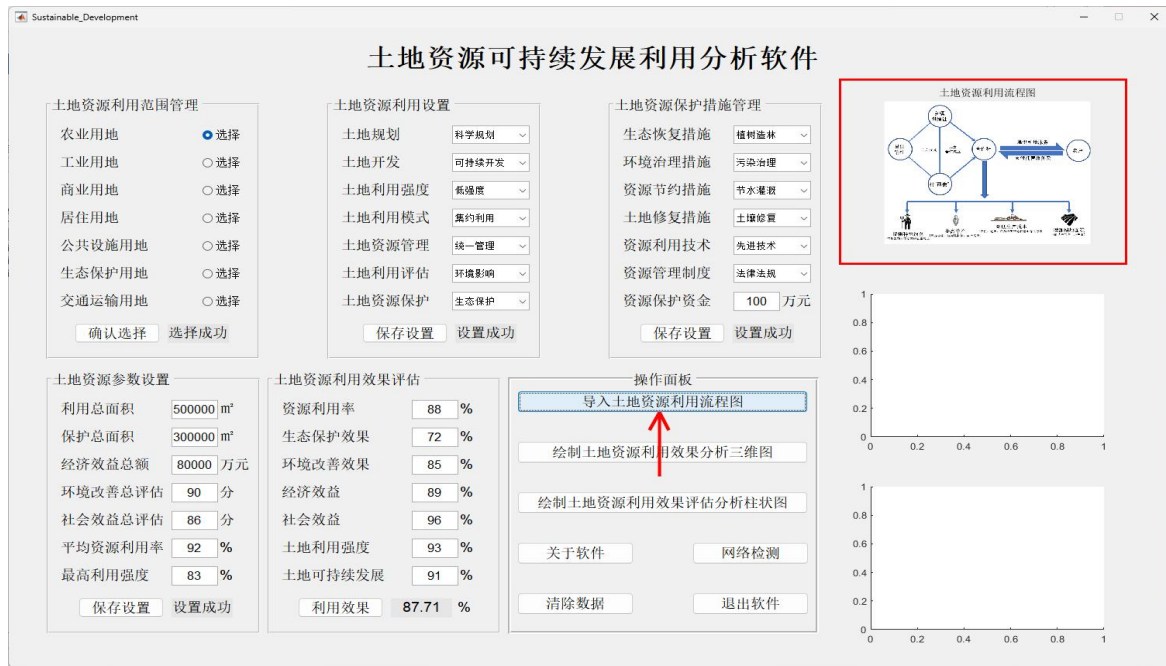 Sustainable_Development
土地资源可持续发展利用分析软件
土地资源利用范围管理
农业用地 选择
工业用地 选择
商业用地 选择
居住用地 选择
公共设施用地 选择
生态保护用地 选择
交通运输用地 选择
确认选择 选择成功
土地资源利用设置
土地规划 科学规划
土地开发 可持续开发
土地利用强度 低强度
土地利用模式 集约利用
土地资源管理 统一管理
土地利用评估 环境影响
土地资源保护 生态保护
保存设置 设置成功
土地资源保护措施管理
生态恢复措施 植树造林
环境治理措施 污染治理
资源节约措施 节水灌溉
土地修复措施 土壤修复
资源利用技术 先进技术
资源管理制度 法律法规
资源保护资金 100 万元
保存设置 设置成功
土地资源利用流程图
土地资源参数设置
利用总面积 500000 m²
保护总面积 300000 m²
经济效益总额 80000 万元
环境改善总评估 90 分
社会效益总评估 86 分
平均资源利用率 92 %
最高利用强度 83 %
保存设置 设置成功
土地资源利用效果评估
资源利用率 88 %
生态保护效果 72 %
环境改善效果 85 %
经济效益 89 %
社会效益 96 %
土地利用强度 93 %
土地可持续发展 91 %
利用效果 87.71 %
操作面板
导入土地资源利用流程图
绘制土地资源利用效果分析三维图
绘制土地资源利用效果评估分析柱状图
关于软件 网络检测
清除数据 退出软件
1
0.8
0.6
0.4
0.2
0
0 0.2 0.4 0.6 0.8 1
1
0.8
0.6
0.4
0.2
0
0 0.2 0.4 0.6 0.8 1